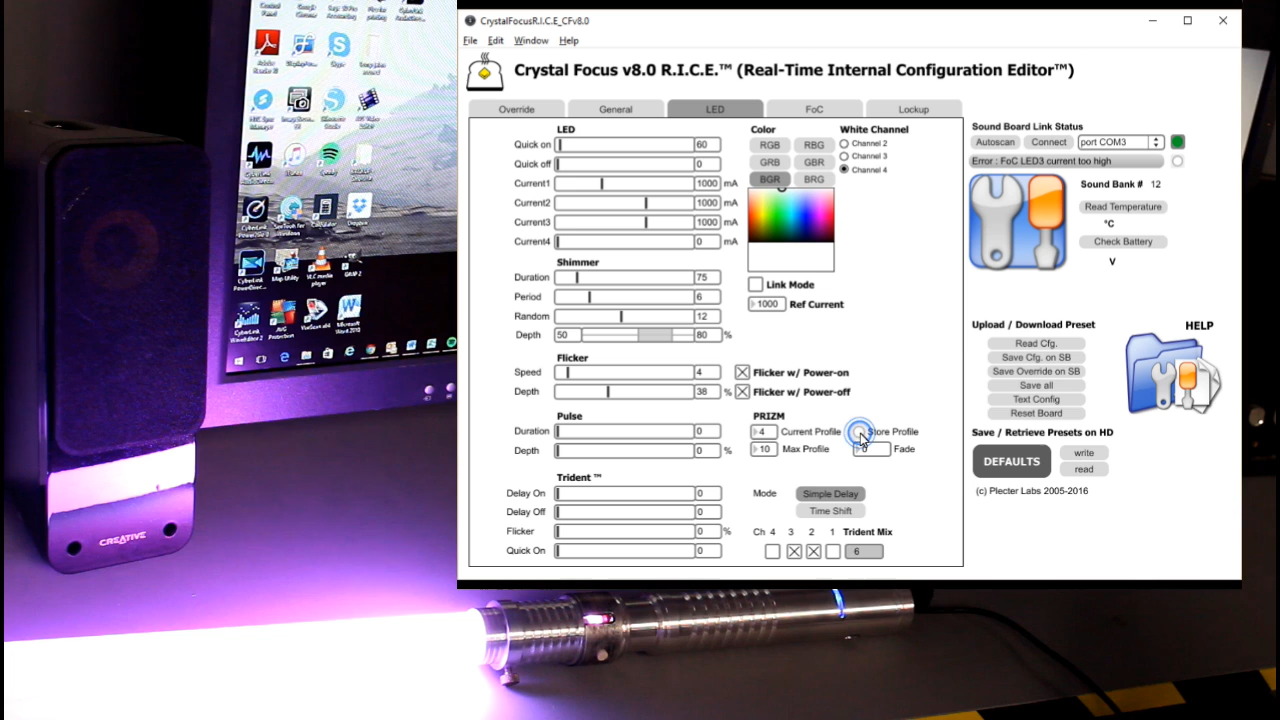 CrystalFocusR.I.C.E_CFv8.0
File Edit Window Help
Crystal Focus v8.0 R.I.C.E.™ (Real-Time Internal Configuration Editor™)
Override General LED FoC Lockup
LED
Quick on 60
Quick off 0
Current1 1000 mA
Current2 1000 mA
Current3 1000 mA
Current4 0 mA
Shimmer
Duration 75
Period 6
Random 12
Depth 50 80 %
Flicker
Speed 4
Depth 38 %
Pulse
Duration 0
Depth 0 %
Trident ™
Delay On 0
Delay Off 0
Flicker 0 %
Quick On 0
Color
RGB RBG
GRB GBR
BGR BRG
White Channel
Channel 2
Channel 3
Channel 4
Link Mode
1000 Ref Current
Flicker w/ Power-on
Flicker w/ Power-off
PRIZM
4 Current Profile Store Profile
10 Max Profile 0 Fade
Mode Simple Delay
Time Shift
Ch 4 3 2 1 Trident Mix
6
Sound Board Link Status
Autoscan Connect port COM3
Error : FoC LED3 current too high
Sound Bank # 12
Read Temperature
°C
Check Battery
V
Upload / Download Preset
Read Cfg.
Save Cfg. on SB
Save Override on SB
Save all
Text Config
Reset Board
HELP
Save / Retrieve Presets on HD
DEFAULTS write
read
(c) Plecter Labs 2005-2016
CREATIVE